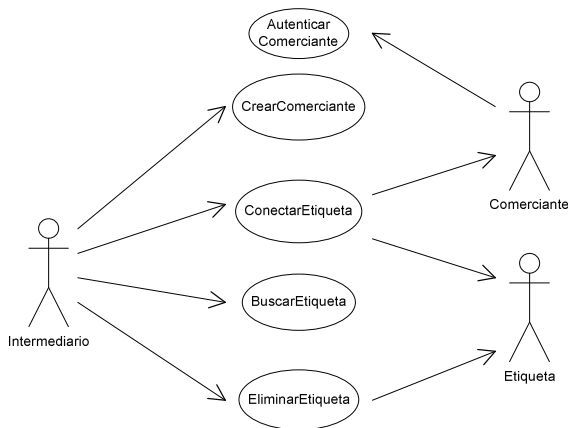 Autenticar
Comerciante
CrearComerciante
ConectarEtiqueta
Comerciante
BuscarEtiqueta
Intermediario
Etiqueta
EliminarEtiqueta